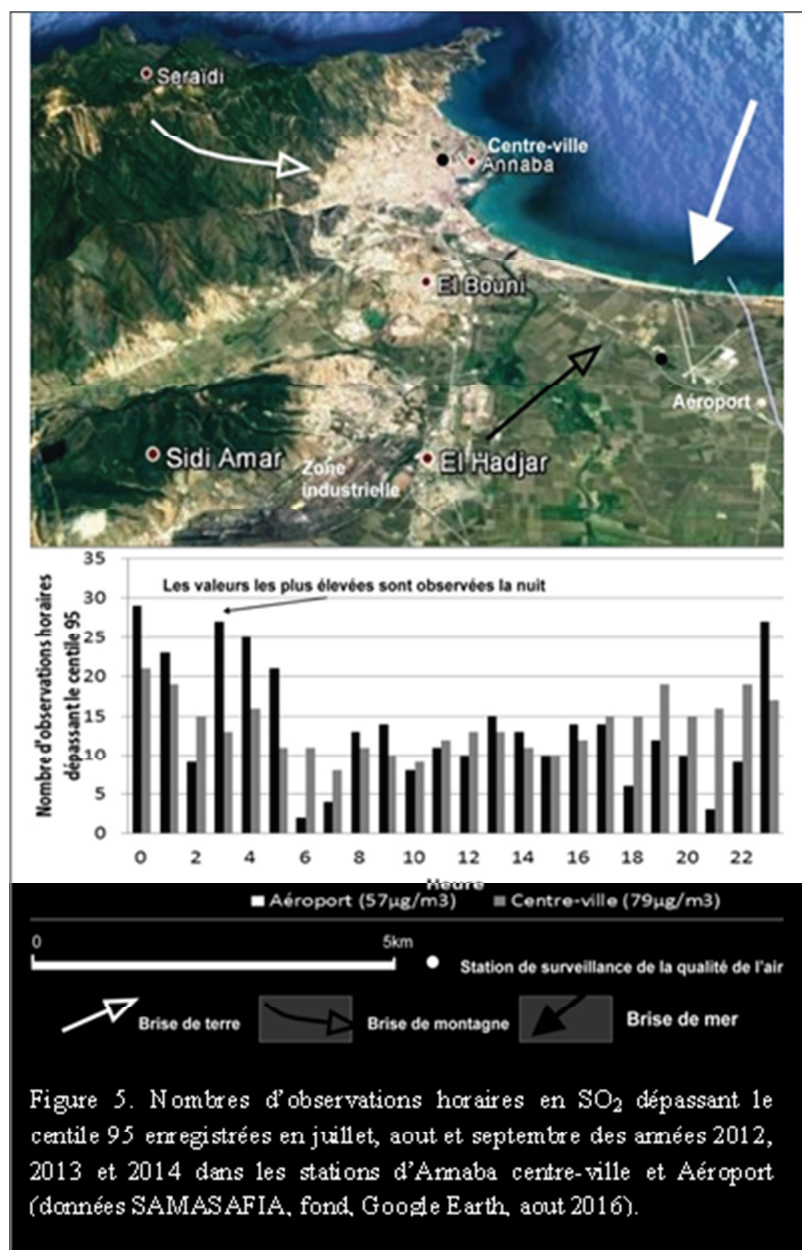 Seraïdi
Centre-ville
Annaba
El Bouni
Aéroport
Sidi Amar
Zone
industrielle
El Hadjar
Nombre d'observations horaires
dépassant le centile 95
35
30
25
20
15
10
5
0
Les valeurs les plus élevées sont observées la nuit
0 2 4 6 8 10 12 14 16 18 20 22
Heure
Aéroport (57µg/m3) Centre-ville (79µg/m3)
0 5km
Station de surveillance de la qualité de l'air
Brise de terre Brise de montagne Brise de mer
Figure 5. Nombres d'observations horaires en SO₂ dépassant le
centile 95 enregistrées en juillet, aout et septembre des années 2012,
2013 et 2014 dans les stations d'Annaba centre-ville et Aéroport
(données SAMASAFIA, fond, Google Earth, aout 2016).